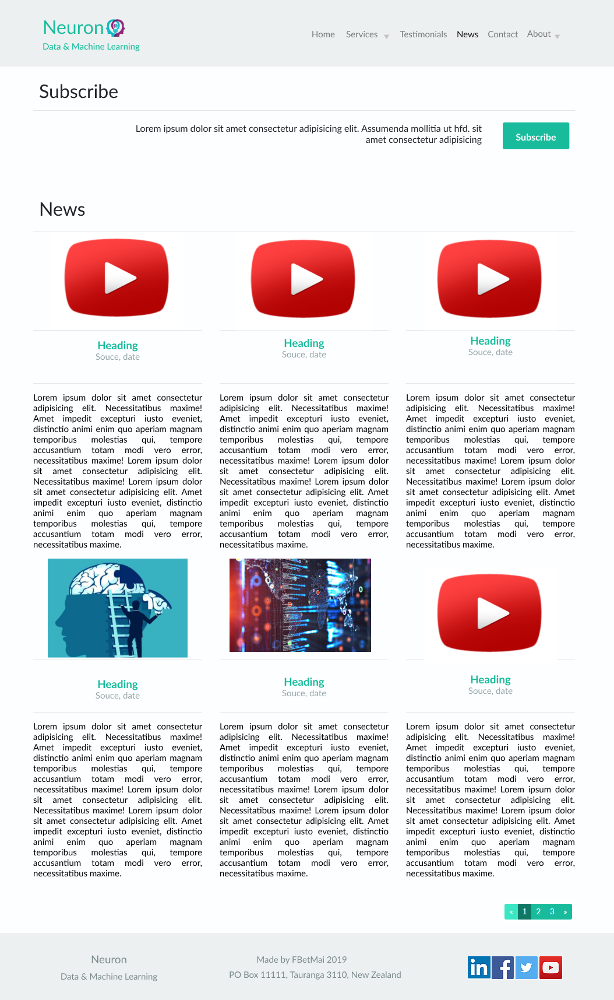 Neuron
Data & Machine Learning
Home Services Testimonials News Contact About
Subscribe
Lorem ipsum dolor sit amet consectetur adipisicing elit. Assumenda mollitia ut hfd. sit
amet consectetur adipisicing
Subscribe
News
Heading
Souce, date
Heading
Souce, date
Heading
Souce, date
Lorem ipsum dolor sit amet consectetur
adipisicing elit. Necessitatibus maxime!
Amet impedit excepturi iusto eveniet,
distinctio animi enim quo aperiam magnam
temporibus molestias qui, tempore
accusantium totam modi vero error,
necessitatibus maxime! Lorem ipsum dolor
sit amet consectetur adipisicing elit.
Necessitatibus maxime! Lorem ipsum dolor
sit amet consectetur adipisicing elit. Amet
impedit excepturi iusto eveniet, distinctio
animi enim quo aperiam magnam
temporibus molestias qui, tempore
accusantium totam modi vero error,
necessitatibus maxime.
Lorem ipsum dolor sit amet consectetur
adipisicing elit. Necessitatibus maxime!
Amet impedit excepturi iusto eveniet,
distinctio animi enim quo aperiam magnam
temporibus molestias qui, tempore
accusantium totam modi vero error,
necessitatibus maxime! Lorem ipsum dolor
sit amet consectetur adipisicing elit.
Necessitatibus maxime! Lorem ipsum dolor
sit amet consectetur adipisicing elit. Amet
impedit excepturi iusto eveniet, distinctio
animi enim quo aperiam magnam
temporibus molestias qui, tempore
accusantium totam modi vero error,
necessitatibus maxime.
Lorem ipsum dolor sit amet consectetur
adipisicing elit. Necessitatibus maxime!
Amet impedit excepturi iusto eveniet,
distinctio animi enim quo aperiam magnam
temporibus molestias qui, tempore
accusantium totam modi vero error,
necessitatibus maxime! Lorem ipsum dolor
sit amet consectetur adipisicing elit.
Necessitatibus maxime! Lorem ipsum dolor
sit amet consectetur adipisicing elit. Amet
impedit excepturi iusto eveniet, distinctio
animi enim quo aperiam magnam
temporibus molestias qui, tempore
accusantium totam modi vero error,
necessitatibus maxime.
Heading
Souce, date
Heading
Souce, date
Heading
Souce, date
Lorem ipsum dolor sit amet consectetur
adipisicing elit. Necessitatibus maxime!
Amet impedit excepturi iusto eveniet,
distinctio animi enim quo aperiam magnam
temporibus molestias qui, tempore
accusantium totam modi vero error,
necessitatibus maxime! Lorem ipsum dolor
sit amet consectetur adipisicing elit.
Necessitatibus maxime! Lorem ipsum dolor
sit amet consectetur adipisicing elit. Amet
impedit excepturi iusto eveniet, distinctio
animi enim quo aperiam magnam
temporibus molestias qui, tempore
accusantium totam modi vero error,
necessitatibus maxime.
Lorem ipsum dolor sit amet consectetur
adipisicing elit. Necessitatibus maxime!
Amet impedit excepturi iusto eveniet,
distinctio animi enim quo aperiam magnam
temporibus molestias qui, tempore
accusantium totam modi vero error,
necessitatibus maxime! Lorem ipsum dolor
sit amet consectetur adipisicing elit.
Necessitatibus maxime! Lorem ipsum dolor
sit amet consectetur adipisicing elit. Amet
impedit excepturi iusto eveniet, distinctio
animi enim quo aperiam magnam
temporibus molestias qui, tempore
accusantium totam modi vero error,
necessitatibus maxime.
Lorem ipsum dolor sit amet consectetur
adipisicing elit. Necessitatibus maxime!
Amet impedit excepturi iusto eveniet,
distinctio animi enim quo aperiam magnam
temporibus molestias qui, tempore
accusantium totam modi vero error,
necessitatibus maxime! Lorem ipsum dolor
sit amet consectetur adipisicing elit.
Necessitatibus maxime! Lorem ipsum dolor
sit amet consectetur adipisicing elit. Amet
impedit excepturi iusto eveniet, distinctio
animi enim quo aperiam magnam
temporibus molestias qui, tempore
accusantium totam modi vero error,
necessitatibus maxime.
« 1 2 3 »
Neuron
Data & Machine Learning
Made by FBetMai 2019
PO Box 11111, Tauranga 3110, New Zealand
in f